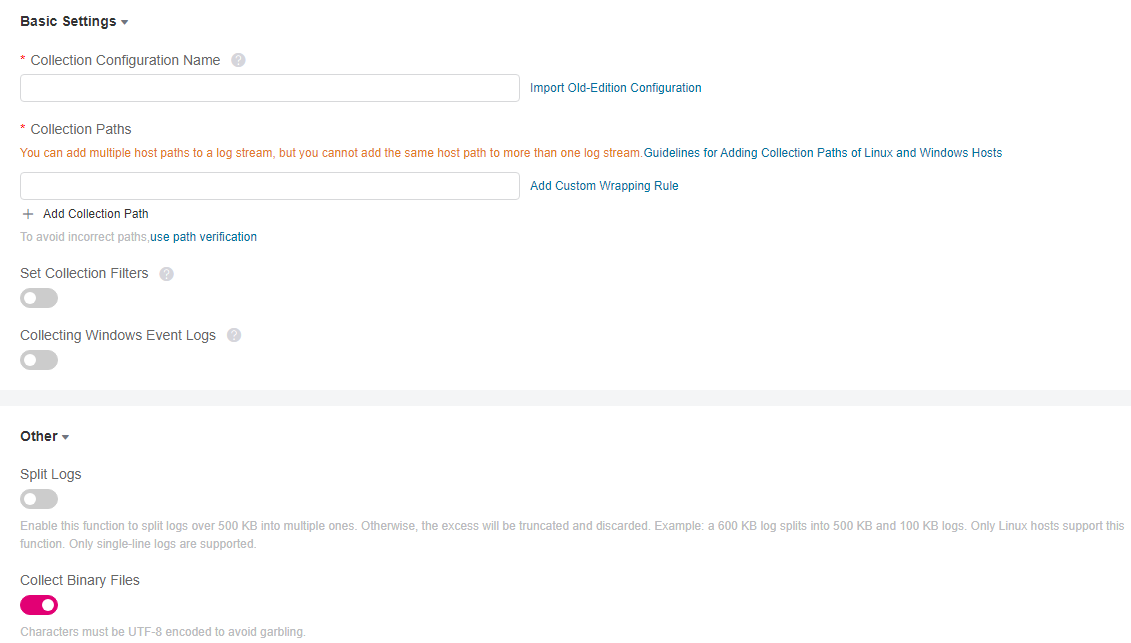 Basic Settings
* Collection Configuration Name ?
Import Old-Edition Configuration
* Collection Paths
You can add multiple host paths to a log stream, but you cannot add the same host path to more than one log stream.Guidelines for Adding Collection Paths of Linux and Windows Hosts
Add Custom Wrapping Rule
+ Add Collection Path
To avoid incorrect paths,use path verification
Set Collection Filters ?
Collecting Windows Event Logs ?
Other
Split Logs
Enable this function to split logs over 500 KB into multiple ones. Otherwise, the excess will be truncated and discarded. Example: a 600 KB log splits into 500 KB and 100 KB logs. Only Linux hosts support this
function. Only single-line logs are supported.
Collect Binary Files
Characters must be UTF-8 encoded to avoid garbling.